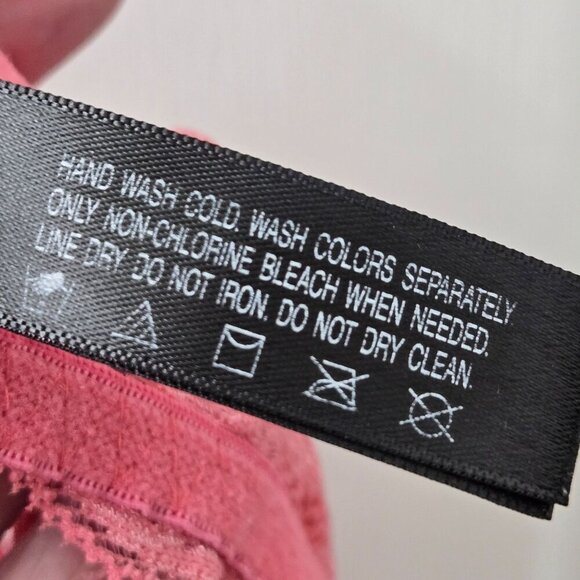 HAND WASH COLD. WASH COLORS SEPARATELY.
ONLY NON-CHLORINE BLEACH WHEN NEEDED.
LINE DRY DO NOT IRON. DO NOT DRY CLEAN.